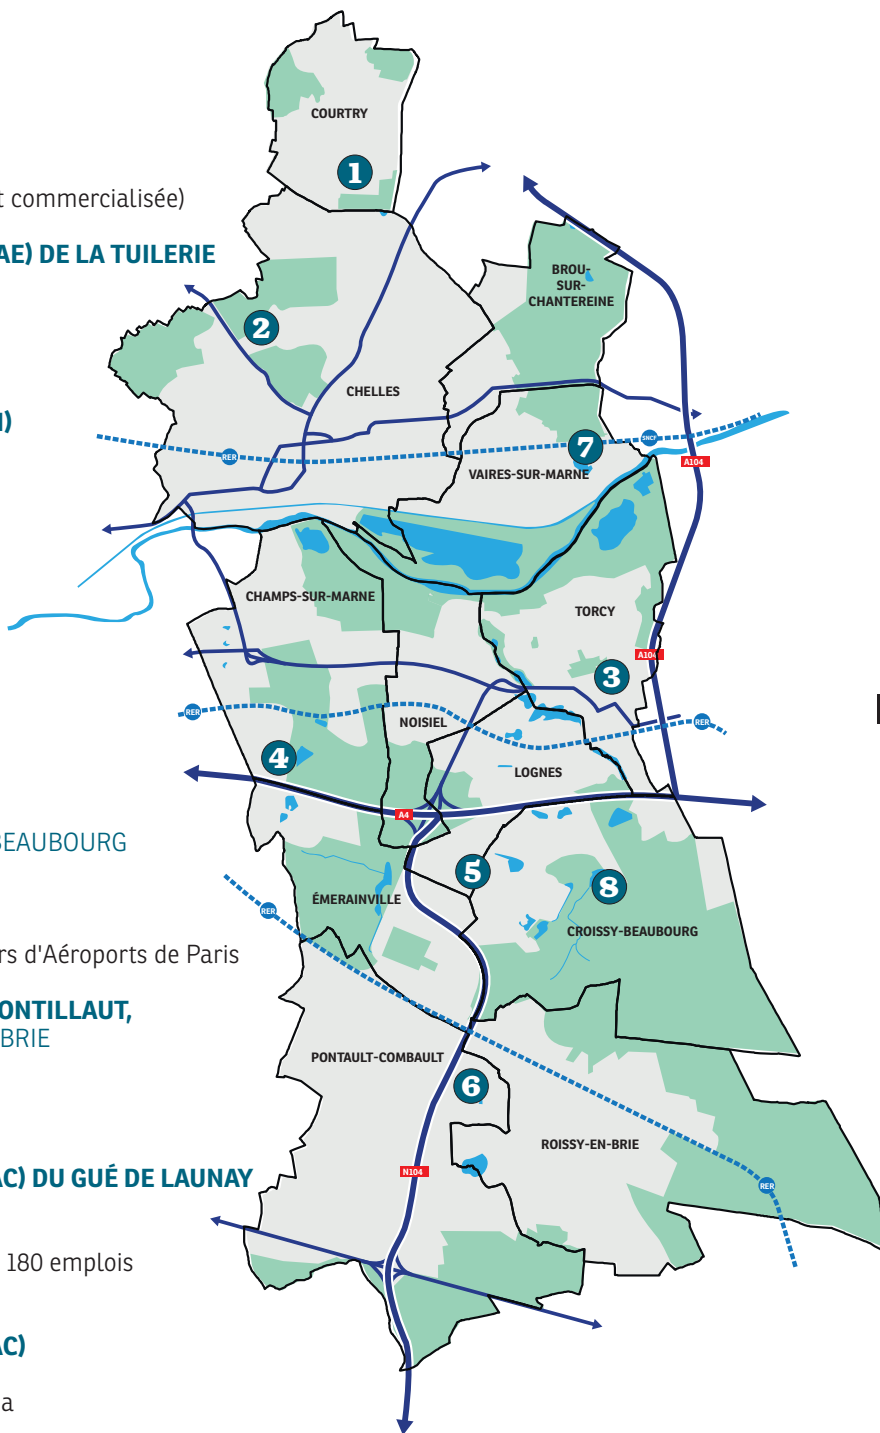 COURTRY
1
t commercialisée)
AE) DE LA TUILERIE
BROU-
SUR-
CHANTEREINE
2
CHELLES
)
7
SNCF
RER
A104
VAIRES-SUR-MARNE
CHAMPS-SUR-MARNE
TORCY
A104
3
RER
NOISIEL
RER
4
LOGNES
A4
BEAUBOURG
5
8
ÉMERAINVILLE
RER
CROISSY-BEAUBOURG
rs d'Aéroports de Paris
ONTILLAUT,
BRIE
PONTAULT-COMBAULT
6
ROISSY-EN-BRIE
N104
AC) DU GUÉ DE LAUNAY
RER
180 emplois
AC)
a